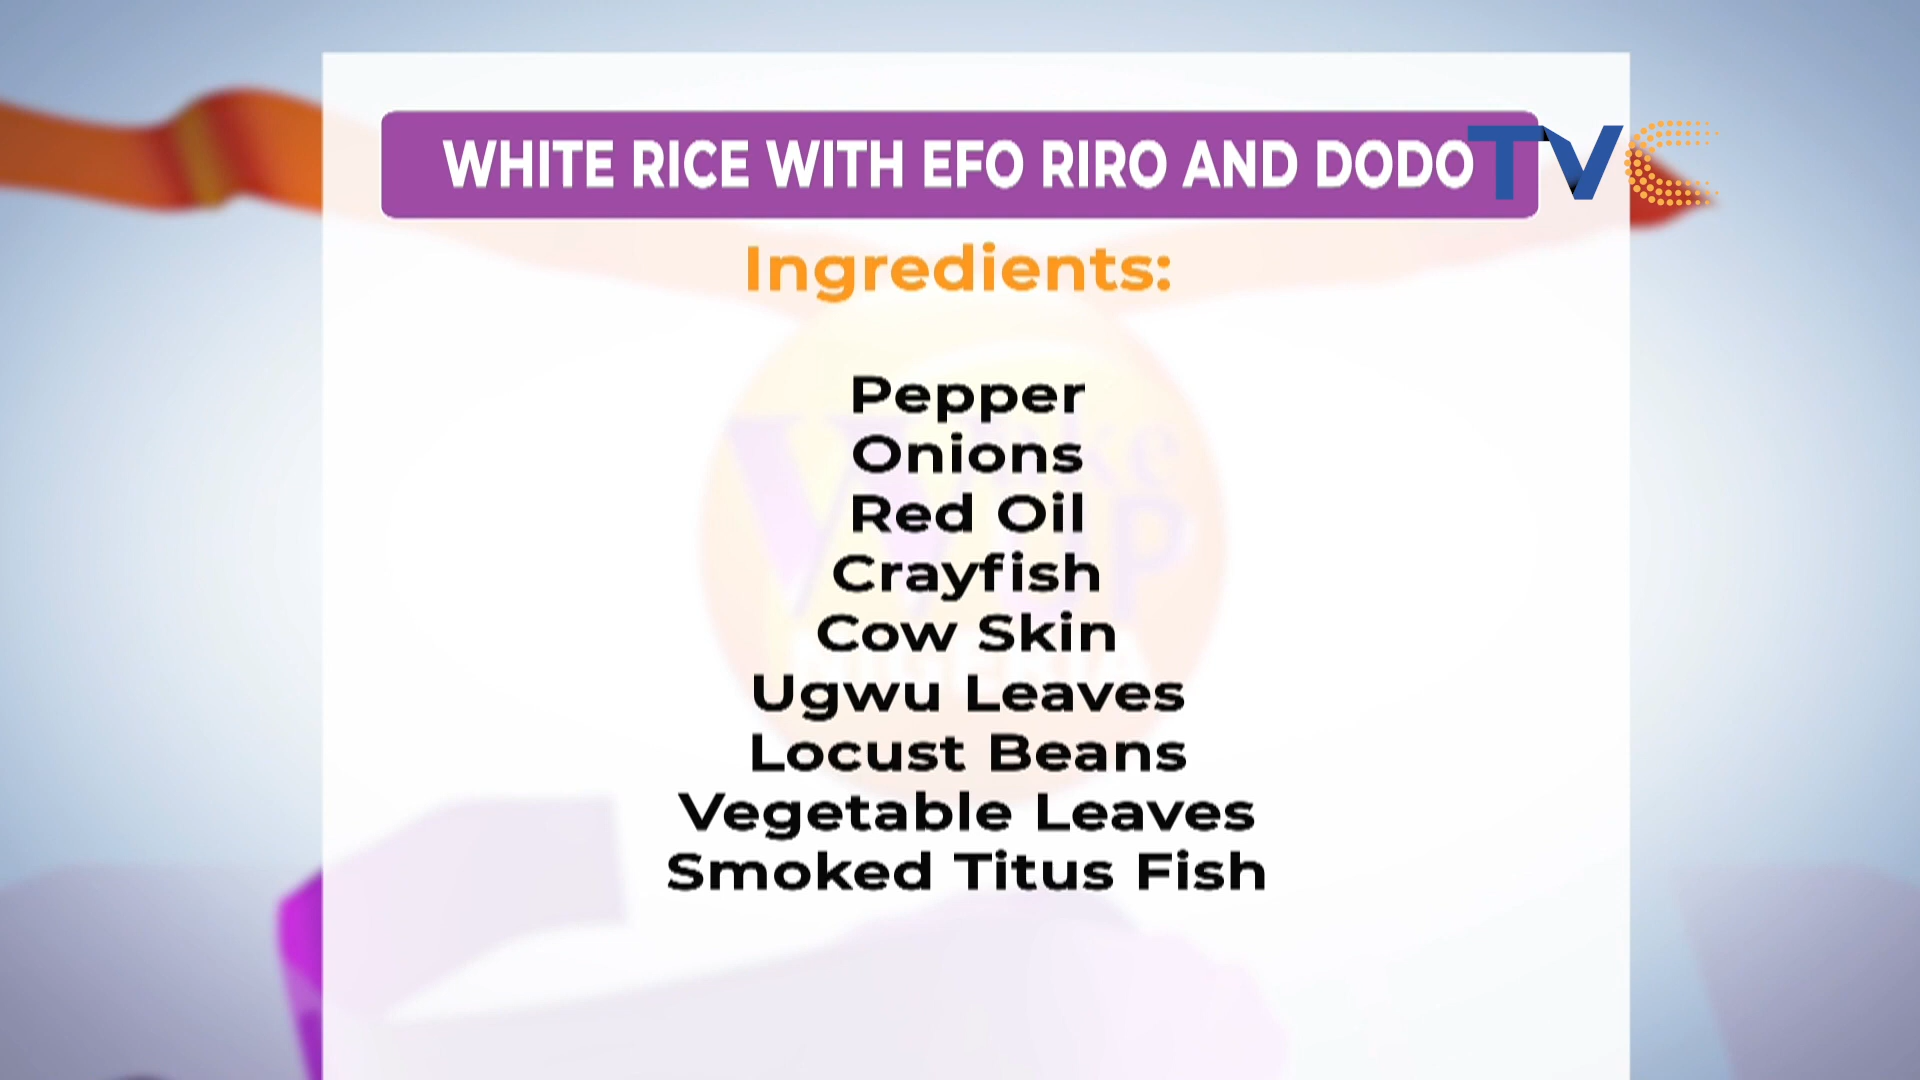 WHITE RICE WITH EFO RIRO AND DODO
TVC
Ingredients:
Pepper
Onions
Red Oil
Crayfish
Cow Skin
Ugwu Leaves
Locust Beans
Vegetable Leaves
Smoked Titus Fish